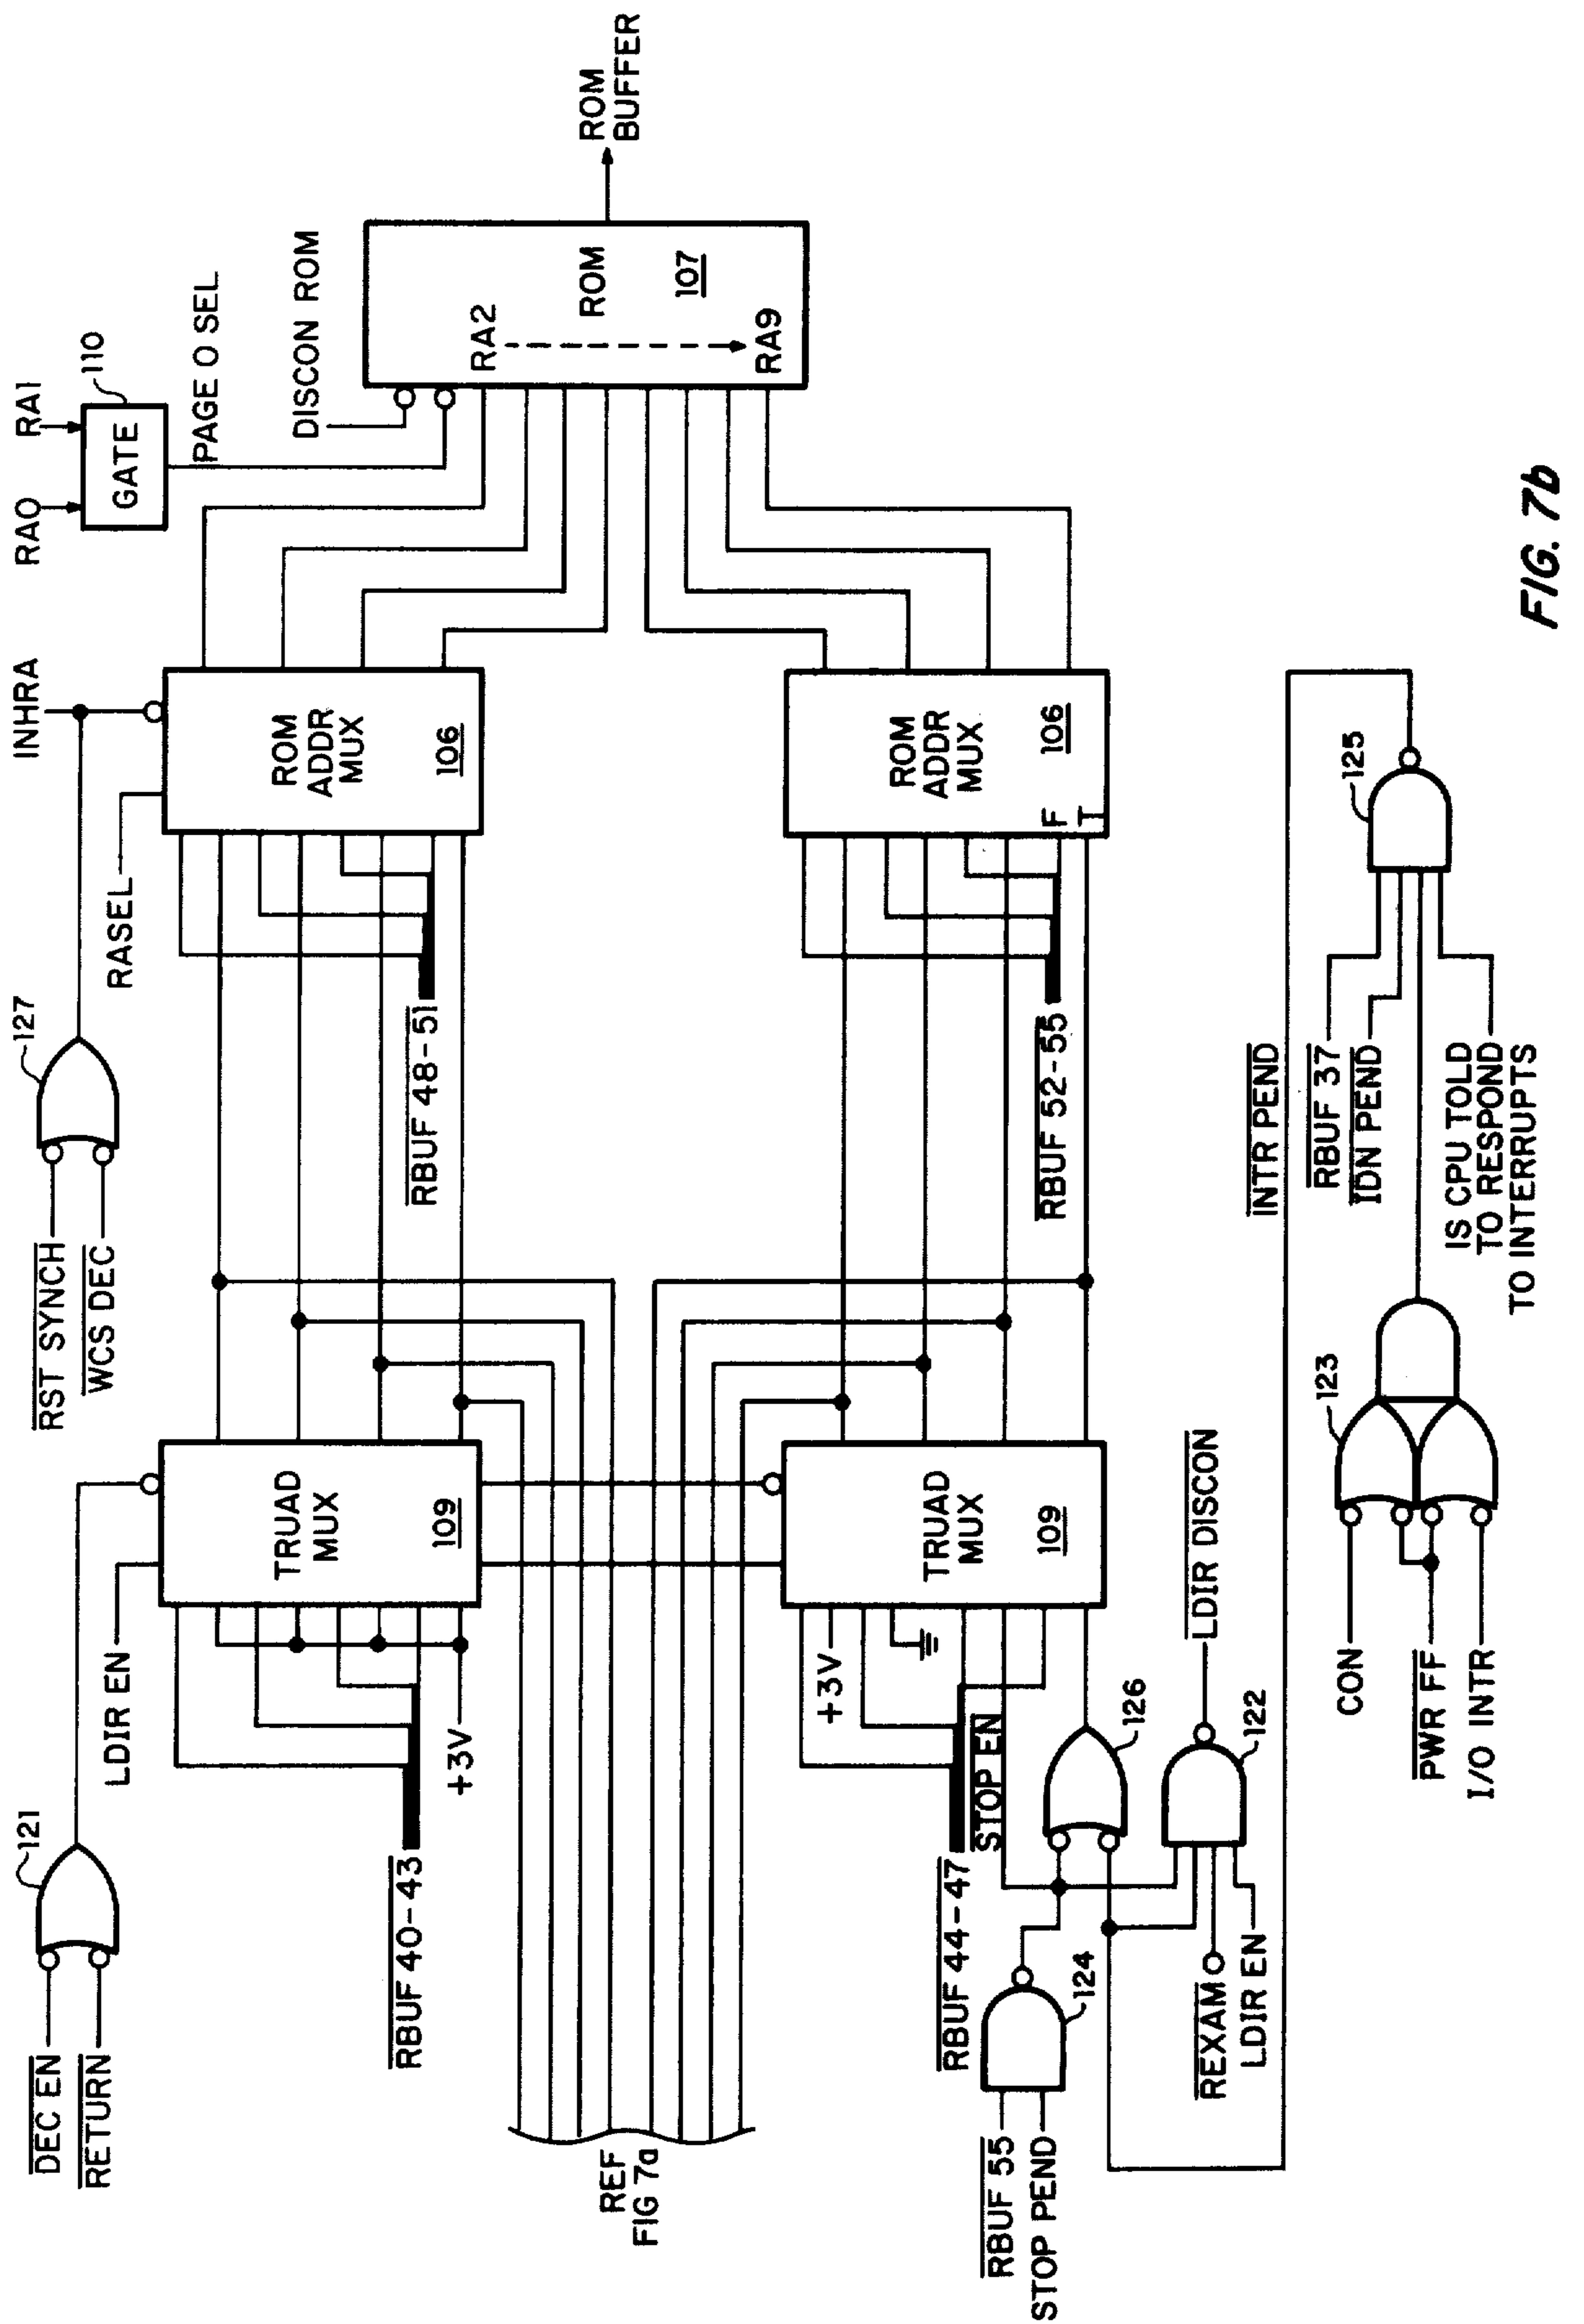 RA0
RA1
GATE
110
PAGE 0 SEL
DISCON ROM
RA2
ROM
107
RA9
ROM
BUFFER
INHRA
RASEL
127
RST SYNCH
WCS DEC
ROM
ADDR
MUX
106
RBUF 48-51
ROM
ADDR
MUX
106
F
T
RBUF 52-55
121
DEC EN
RETURN
LDIR EN
TRUAD
MUX
109
RBUF 40-43
+3V
TRUAD
MUX
109
+3V
RBUF 44-47
STOP EN
REF
FIG 7a
126
124
RBUF 55
STOP PEND
122
LDIR DISCON
REXAM
LDIR EN
INTR PEND
125
RBUF 37
IDN PEND
IS CPU TOLD
TO RESPOND
TO INTERRUPTS
123
CON
PWR FF
I/O INTR
FIG. 7b